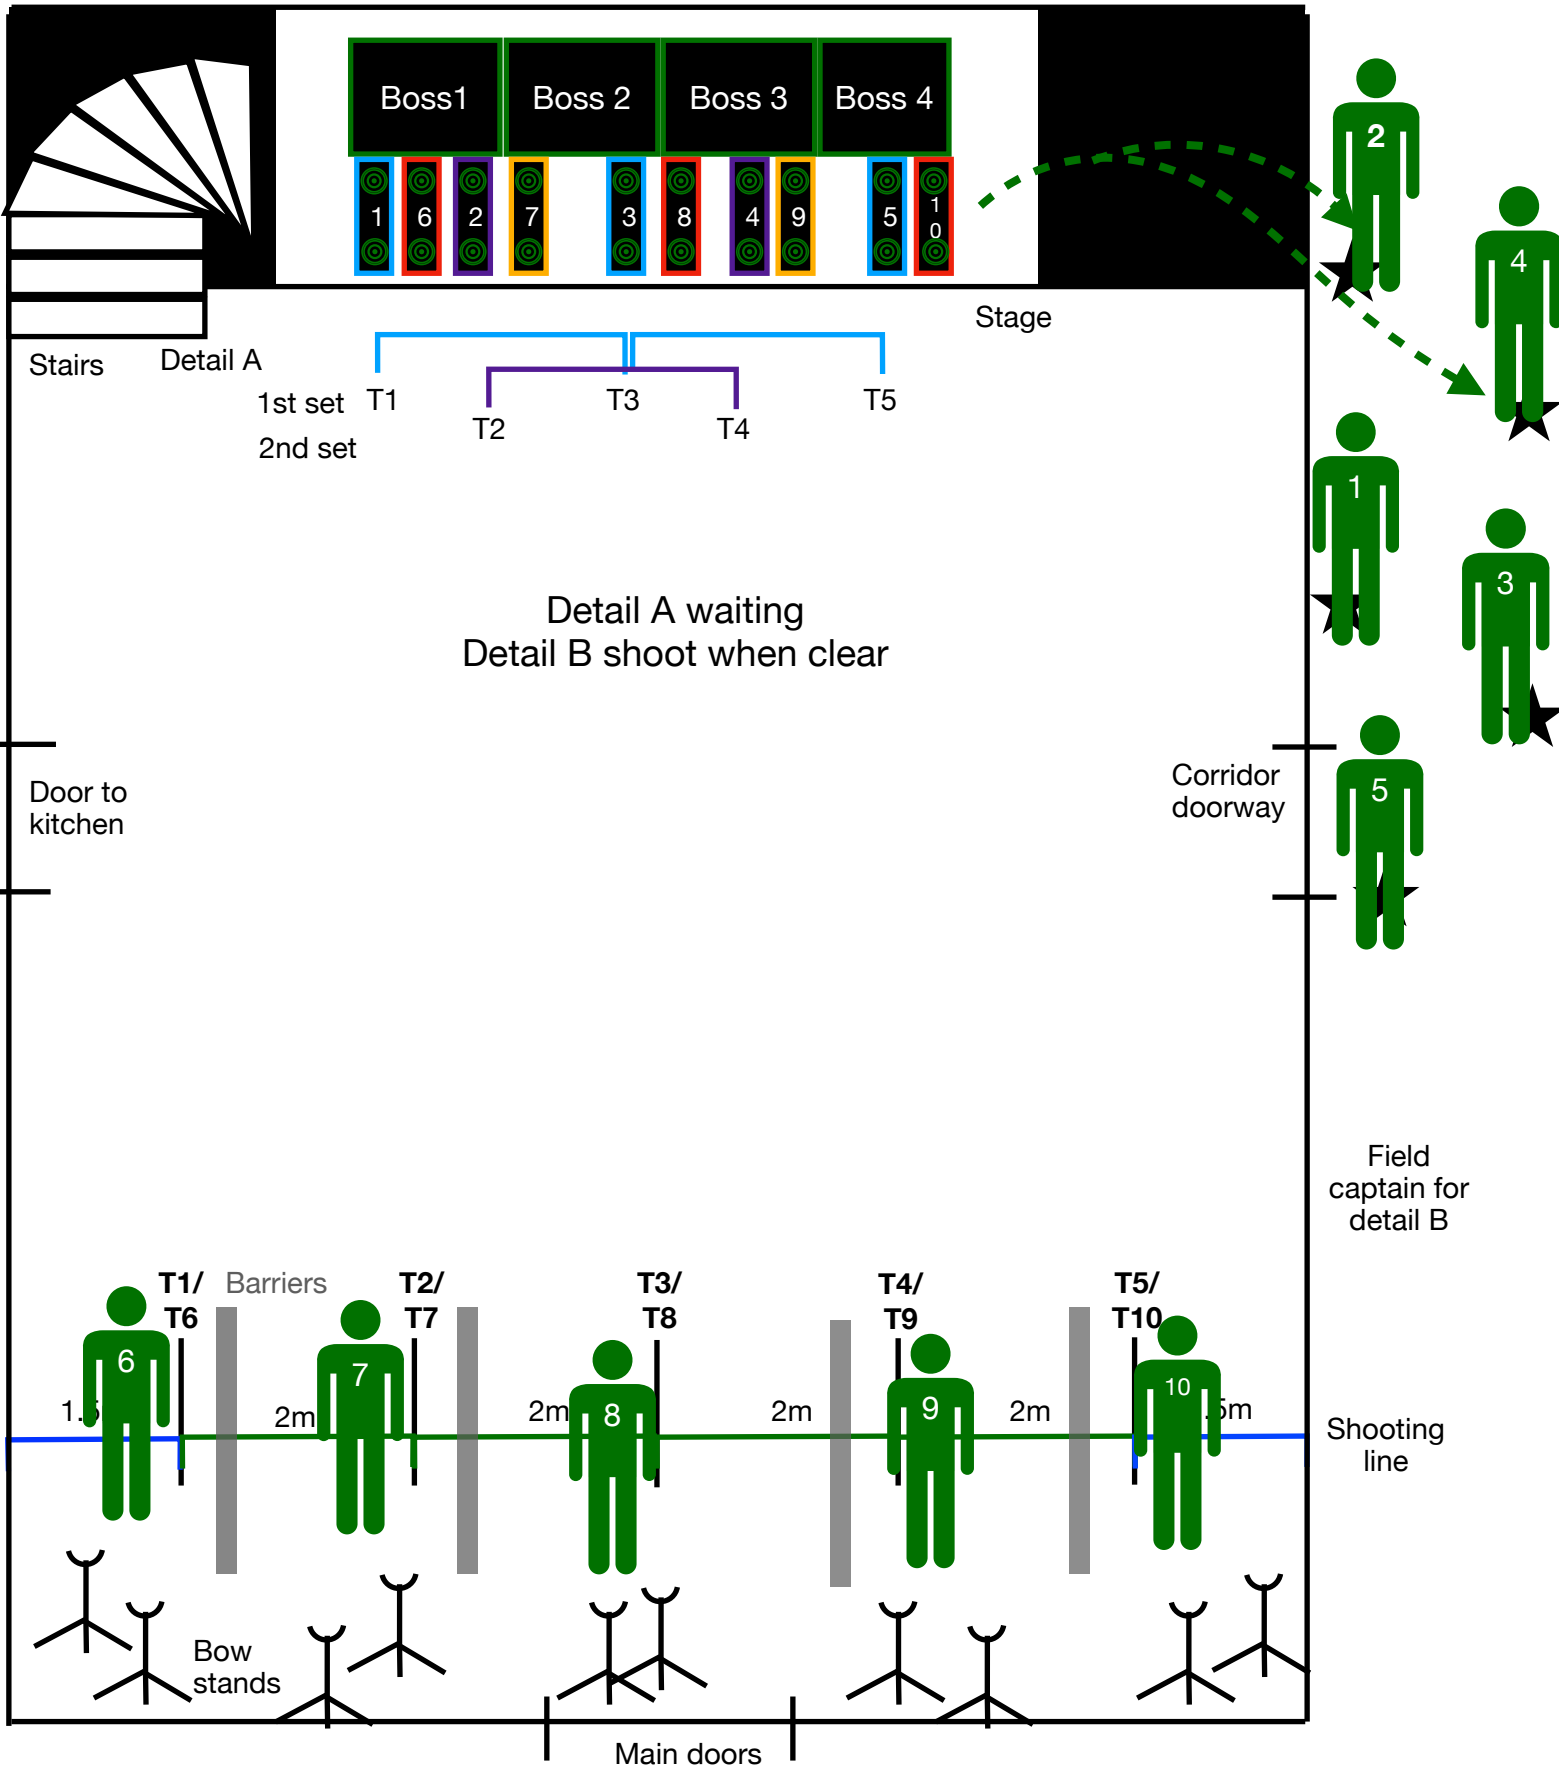 Boss1
Boss 2
Boss 3
Boss 4
1
6
2
7
3
8
4
9
5
1
0
2
4
Stage
Stairs
Detail A
1st set
T1
T3
T5
2nd set
T2
T4
1
3
Detail A waiting
Detail B shoot when clear
Door to
kitchen
Corridor
doorway
5
Field
captain for
detail B
T1/
T6
Barriers
T2/
T7
T3/
T8
T4/
T9
T5/
T10
6
7
8
9
10
1.5
2m
2m
2m
2m
.5m
Shooting
line
Bow
stands
Main doors